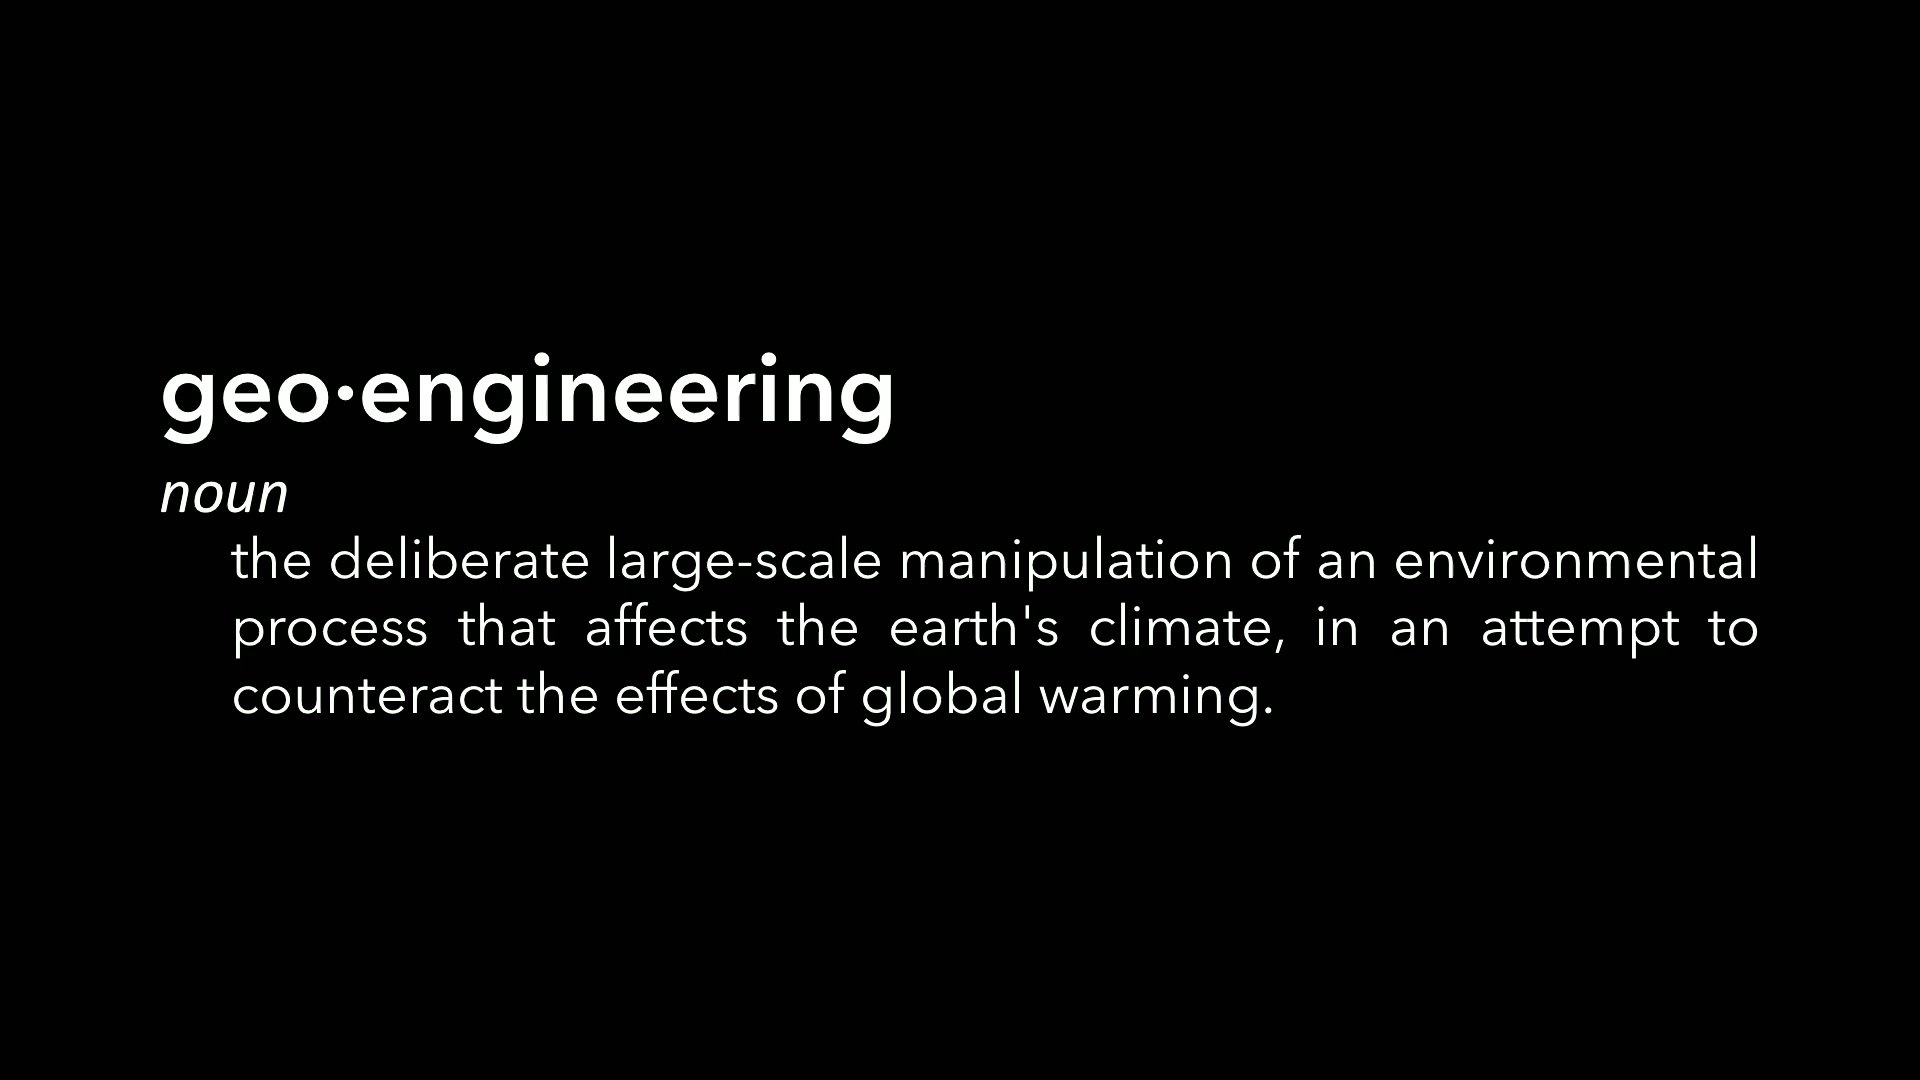 geo·engineering
noun
the deliberate large-scale manipulation of an environmental
process that affects the earth's climate, in an attempt to
counteract the effects of global warming.